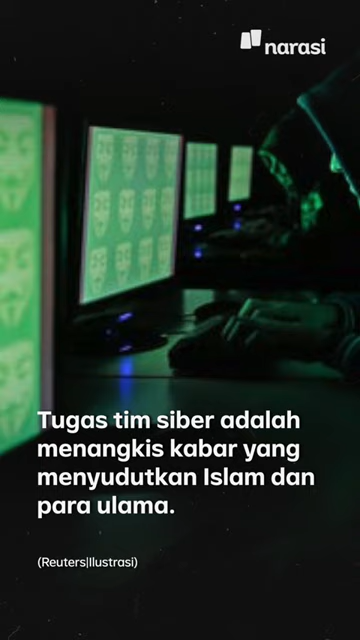 narasi
Tugas tim siber adalah
menangkis kabar yang
menyudutkan Islam dan
para ulama.
(Reuters|Ilustrasi)